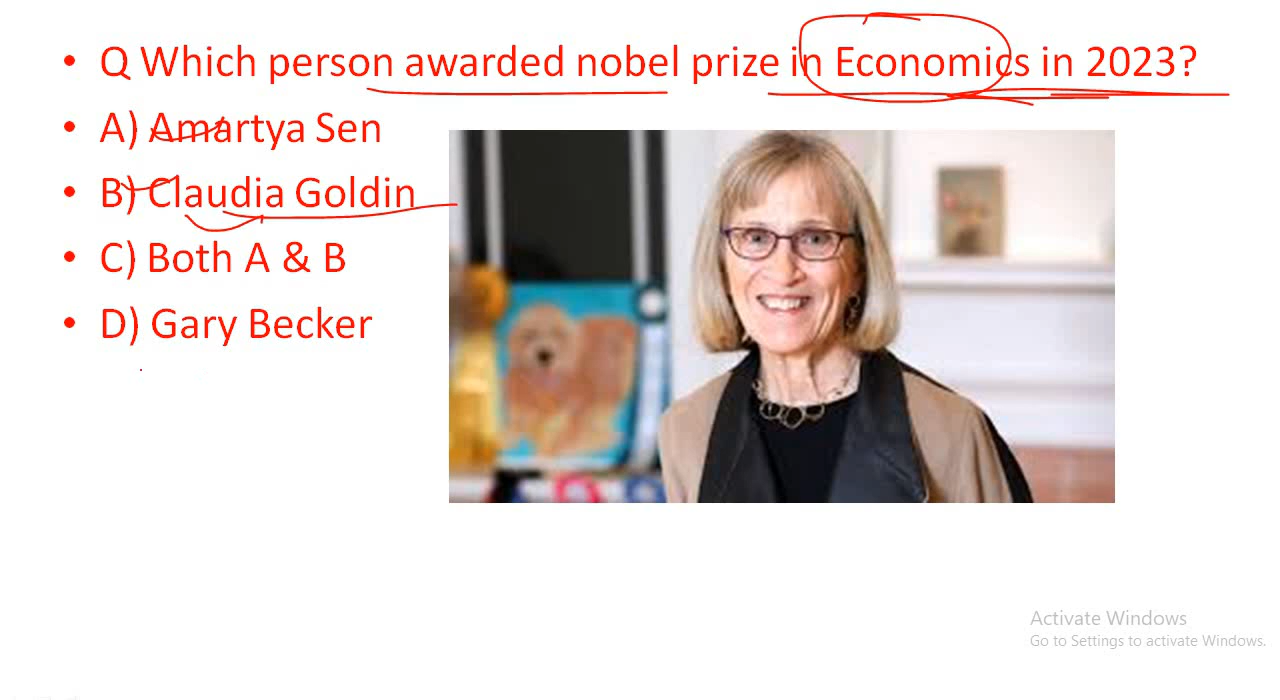 • Q Which person awarded nobel prize in Economics in 2023?
• A) Amartya Sen
• B) Claudia Goldin
• C) Both A & B
• D) Gary Becker
Activate Windows
Go to Settings to activate Windows.